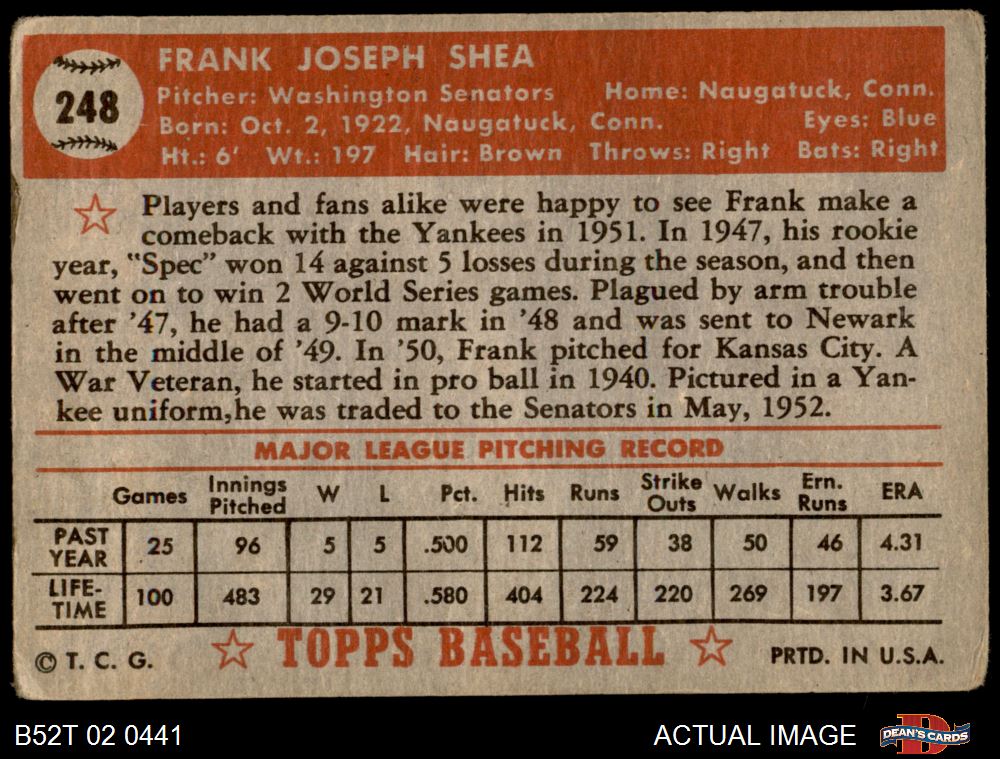 248
FRANK JOSEPH SHEA
Pitcher: Washington Senators Home: Naugatuck, Conn.
Born: Oct. 2, 1922, Naugatuck, Conn. Eyes: Blue
Ht.: 6' Wt.: 197 Hair: Brown Throws: Right Bats: Right
Players and fans alike were happy to see Frank make a
comeback with the Yankees in 1951. In 1947, his rookie
year, "Spec" won 14 against 5 losses during the season, and then
went on to win 2 World Series games. Plagued by arm trouble
after '47, he had a 9-10 mark in '48 and was sent to Newark
in the middle of '49. In '50, Frank pitched for Kansas City. A
War Veteran, he started in pro ball in 1940. Pictured in a Yan-
kee uniform,he was traded to the Senators in May, 1952.
MAJOR LEAGUE PITCHING RECORD
Games Innings Pitched W L Pct. Hits Runs Strike Outs Walks Ern. Runs ERA
PAST YEAR 25 96 5 5 .500 112 59 38 50 46 4.31
LIFE-TIME 100 483 29 21 .580 404 224 220 269 197 3.67
© T. C. G. TOPPS BASEBALL PRTD. IN U.S.A.
B52T 02 0441 ACTUAL IMAGE D DEAN'S CARDS